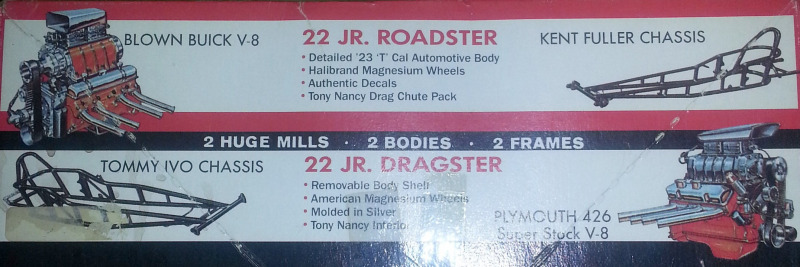 BLOWN BUICK V-8
22 JR. ROADSTER
• Detailed '23 'T' Cal Automotive Body
• Halibrand Magnesium Wheels
• Authentic Decals
• Tony Nancy Drag Chute Pack
KENT FULLER CHASSIS
2 HUGE MILLS · 2 BODIES · 2 FRAMES
TOMMY IVO CHASSIS
22 JR. DRAGSTER
• Removable Body Shell
• American Magnesium Wheels
• Molded in Silver
• Tony Nancy Interior
PLYMOUTH 426
Super Stock V-8